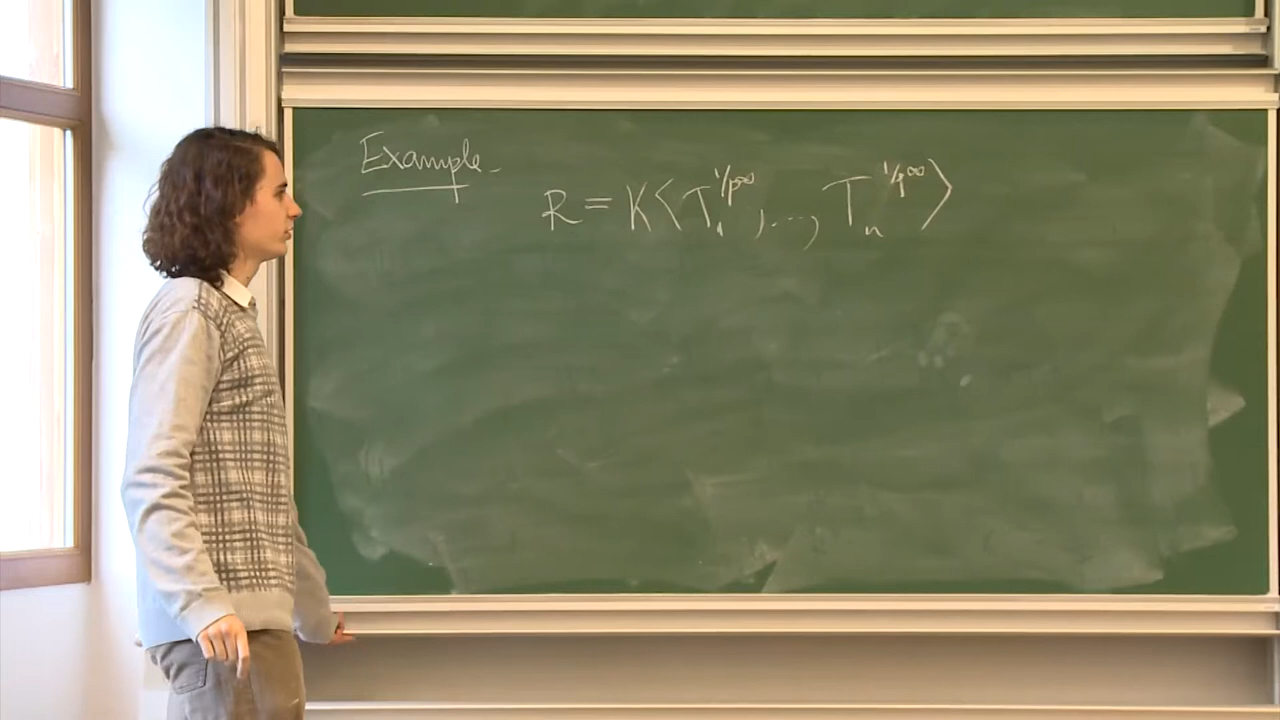 Example.
R = K⟨T₁^{1/p^∞}, ..., Tₙ^{1/p^∞}⟩